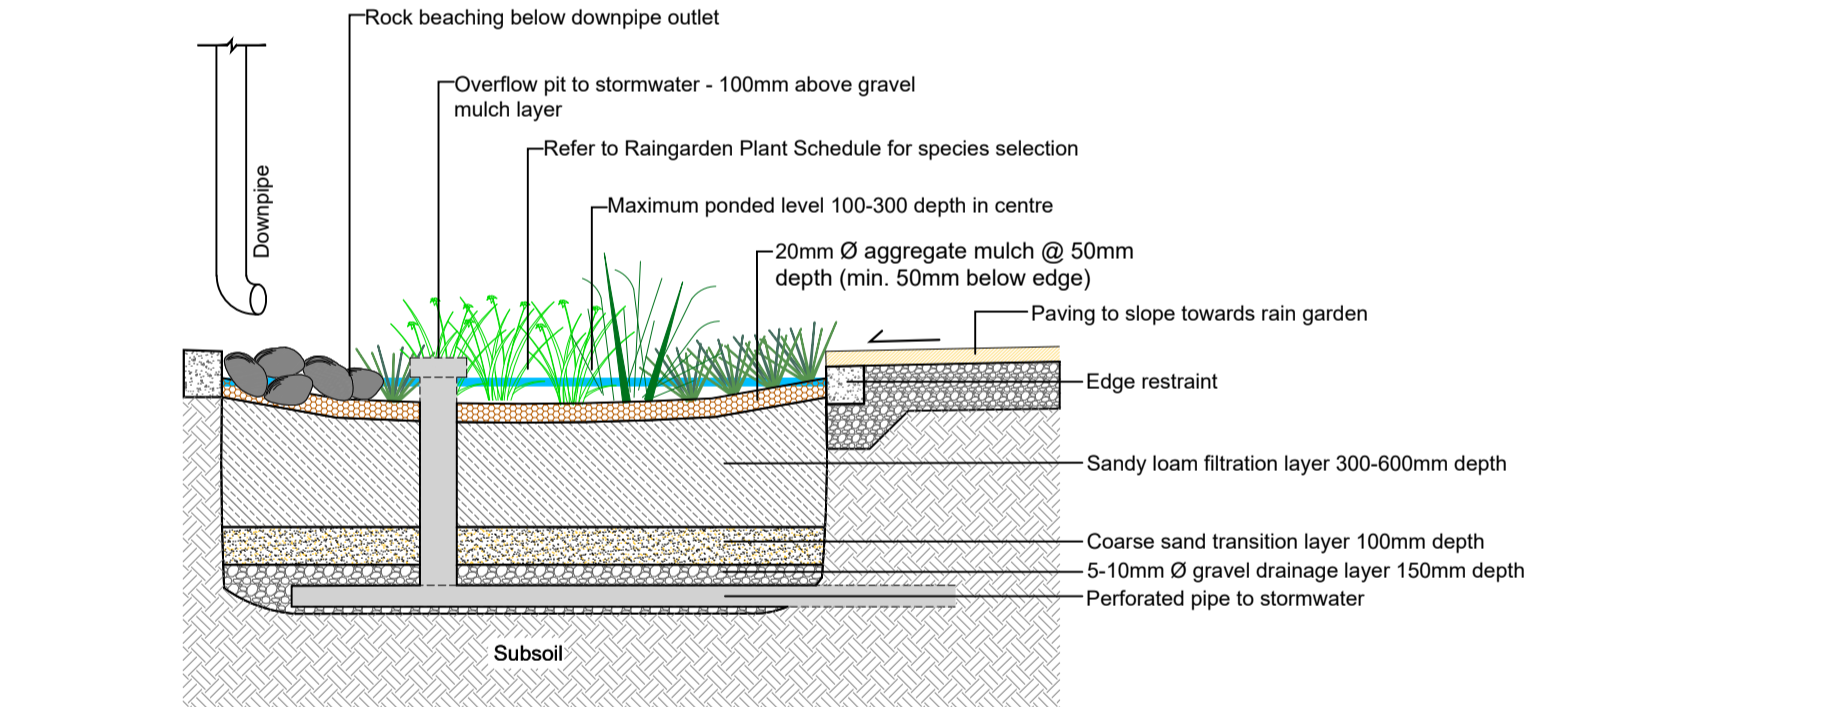 Rock beaching below downpipe outlet
Overflow pit to stormwater - 100mm above gravel
mulch layer
Refer to Raingarden Plant Schedule for species selection
Downpipe
Maximum ponded level 100-300 depth in centre
20mm Ø aggregate mulch @ 50mm
depth (min. 50mm below edge)
Paving to slope towards rain garden
Edge restraint
Sandy loam filtration layer 300-600mm depth
Coarse sand transition layer 100mm depth
5-10mm Ø gravel drainage layer 150mm depth
Perforated pipe to stormwater
Subsoil